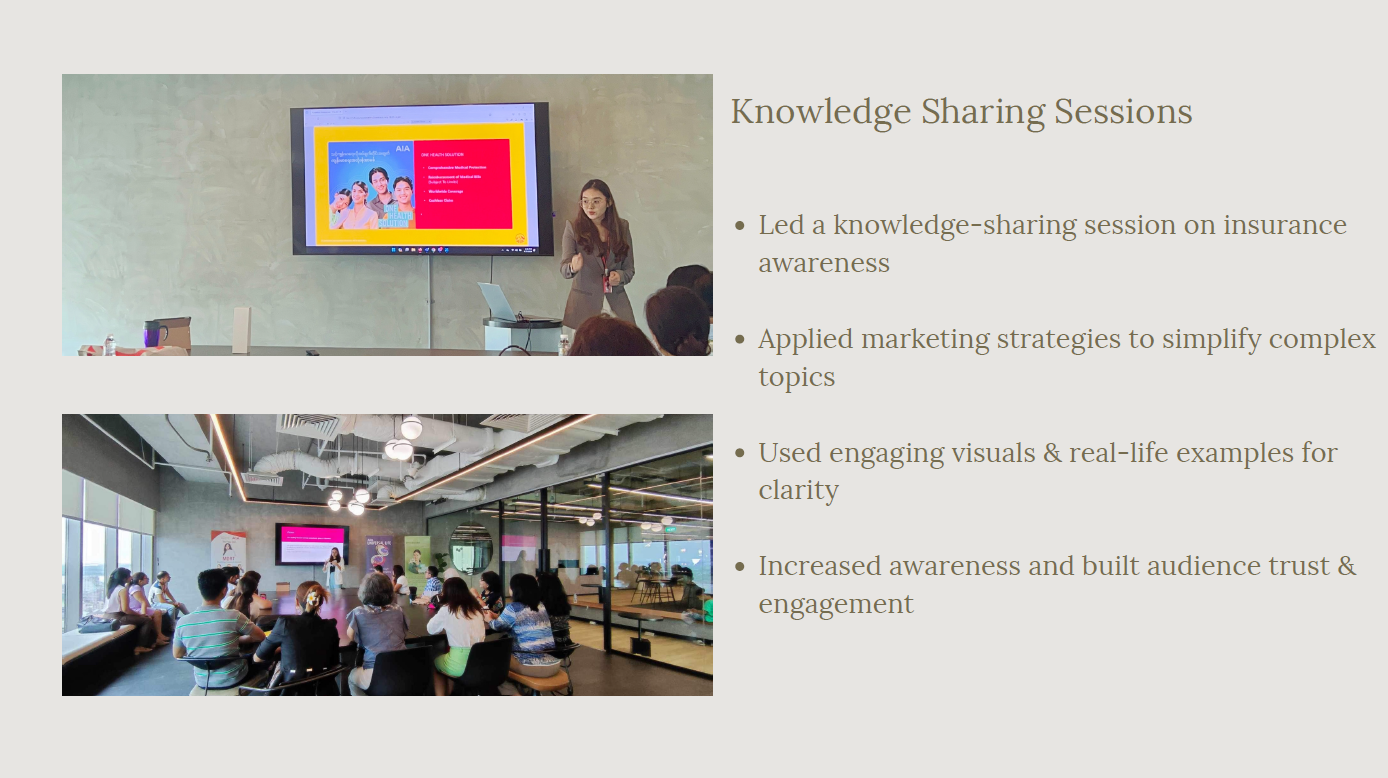 Knowledge Sharing Sessions
• Led a knowledge-sharing session on insurance
awareness
• Applied marketing strategies to simplify complex
topics
• Used engaging visuals & real-life examples for
clarity
• Increased awareness and built audience trust &
engagement
AIA
ONE HEALTH SOLUTION
• Comprehensive Medical Protection
• Reimbursement of Medical Bills
• Worldwide Coverage
• Cashless Claim